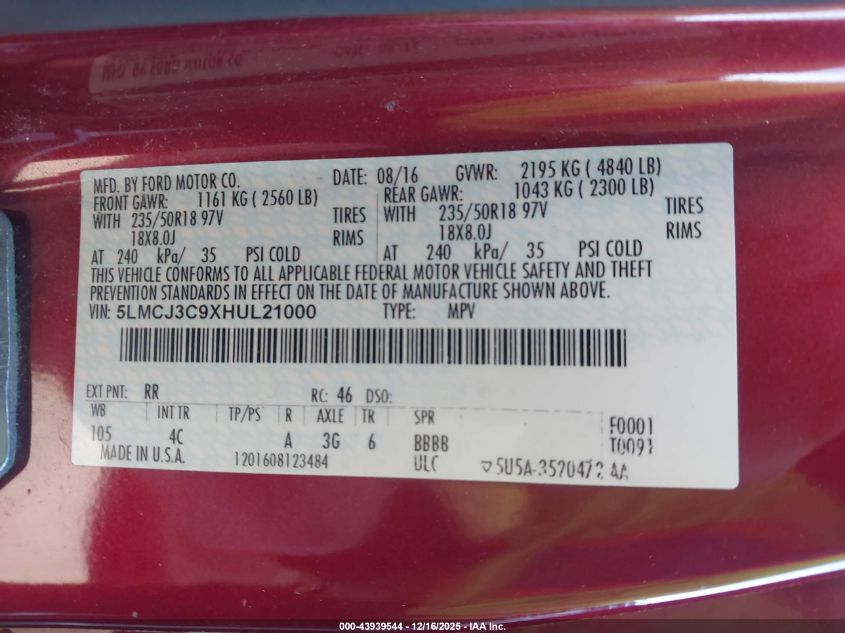 MFD. BY FORD MOTOR CO. DATE: 08/16 GVWR: 2195 KG ( 4840 LB)
FRONT GAWR: 1161 KG ( 2560 LB) REAR GAWR: 1043 KG ( 2300 LB)
WITH 235/50R18 97V TIRES WITH 235/50R18 97V TIRES
18X8.0J RIMS 18X8.0J RIMS
AT 240 kPa/ 35 PSI COLD AT 240 kPa/ 35 PSI COLD
THIS VEHICLE CONFORMS TO ALL APPLICABLE FEDERAL MOTOR VEHICLE SAFETY AND THEFT
PREVENTION STANDARDS IN EFFECT ON THE DATE OF MANUFACTURE SHOWN ABOVE.
VIN: 5LMCJ3C9XHUL21000 TYPE: MPV
EXT PNT: RR RC: 46 DSO:
WB INT TR TP/PS R AXLE TR SPR F0001
105 4C A 3G 6 BBBB T0091
MADE IN U.S.A. 1201608123484 ULC 5U5A-3520472 AA
000-43939544 - 12/16/2025 - IAA Inc.